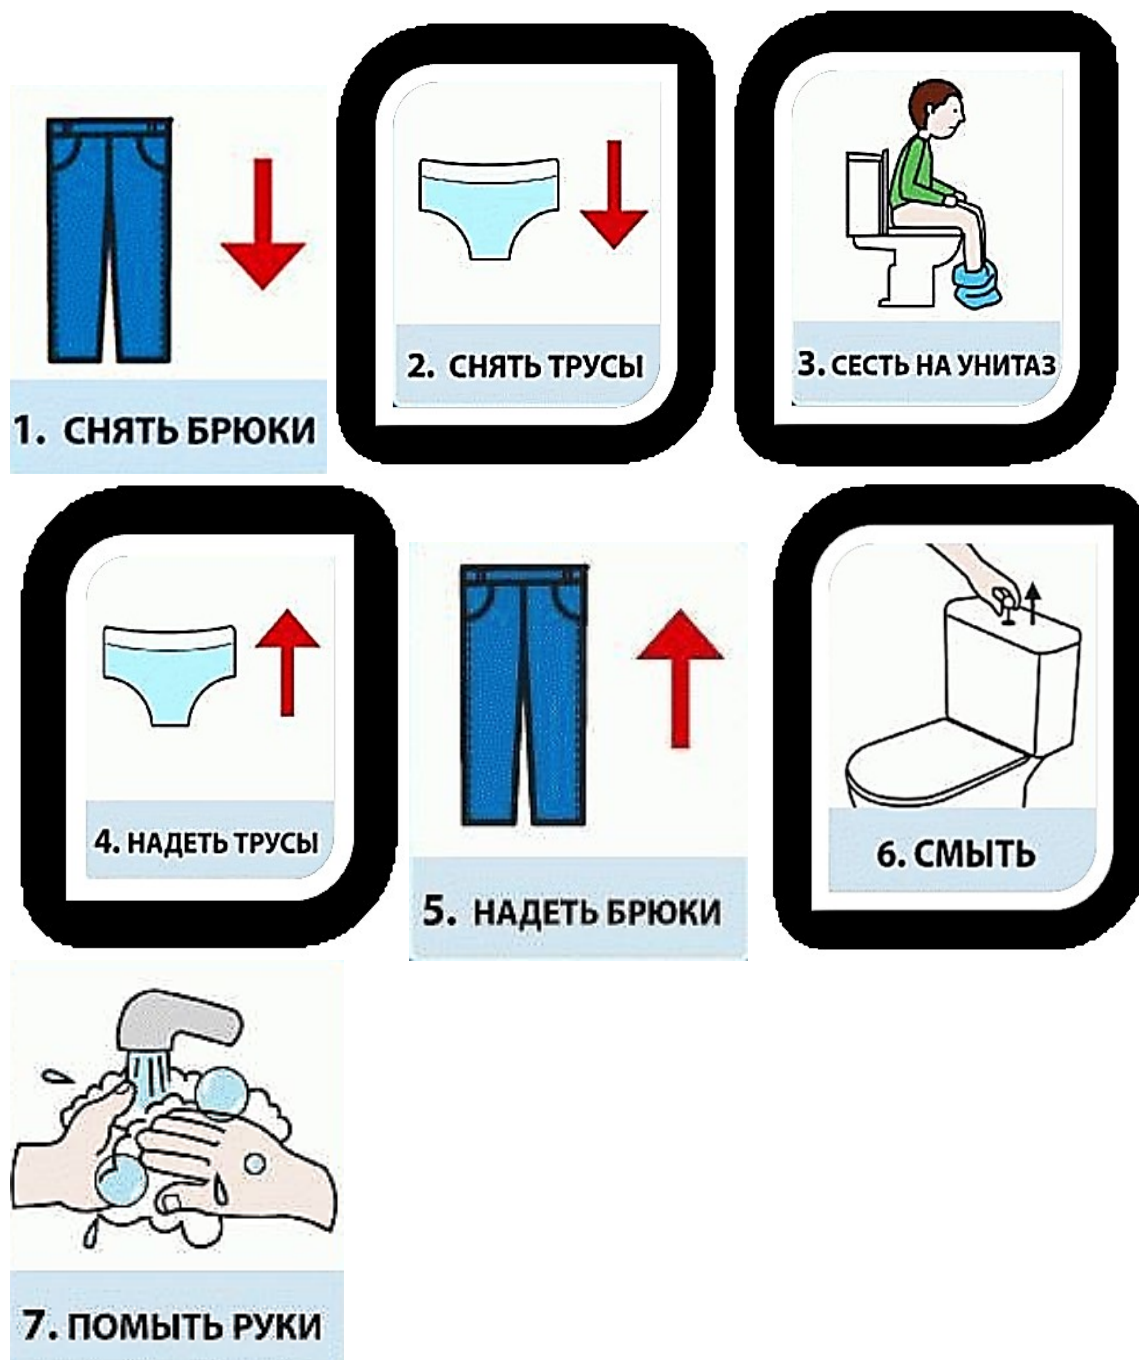 1. СНЯТЬ БРЮКИ
2. СНЯТЬ ТРУСЫ
3. СЕСТЬ НА УНИТАЗ
4. НАДЕТЬ ТРУСЫ
5. НАДЕТЬ БРЮКИ
6. СМЫТЬ
7. ПОМЫТЬ РУКИ